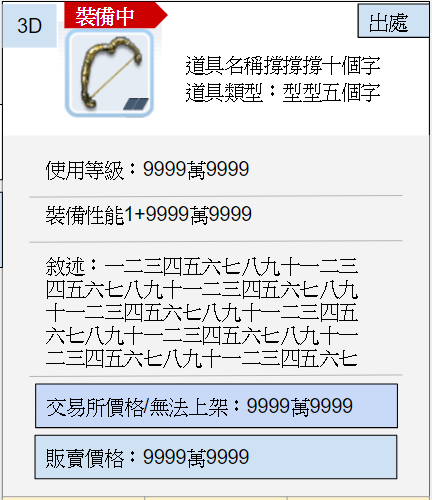 3D
裝備中
出處
道具名稱撐撐撐十個字
道具類型：型型五個字
使用等級：9999萬9999
裝備性能1+9999萬9999
敘述：一二三四五六七八九十一二三
四五六七八九十一二三四五六七八九
十一二三四五六七八九十一二三四五
六七八九十一二三四五六七八九十一
二三四五六七八九十一二三四五六七
交易所價格/無法上架：9999萬9999
販賣價格：9999萬9999